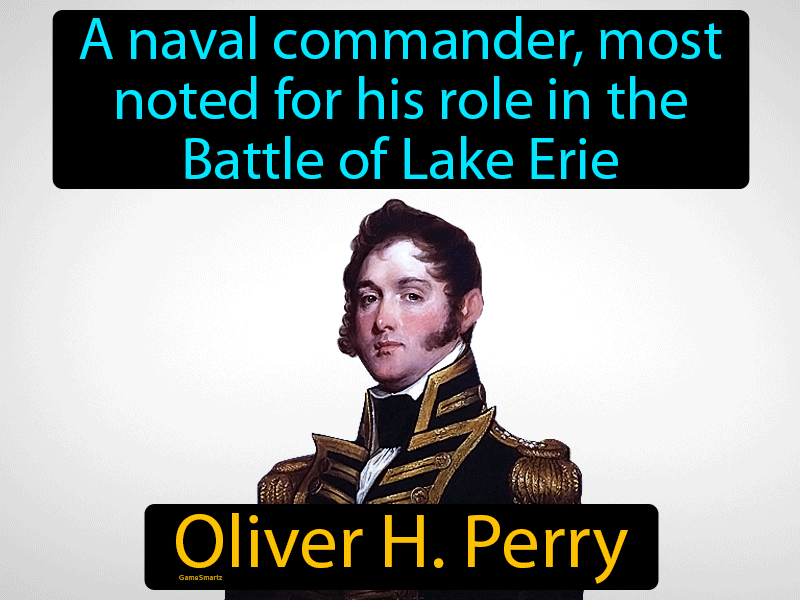 A naval commander, most
noted for his role in the
Battle of Lake Erie
Oliver H. Perry
GameSmartz